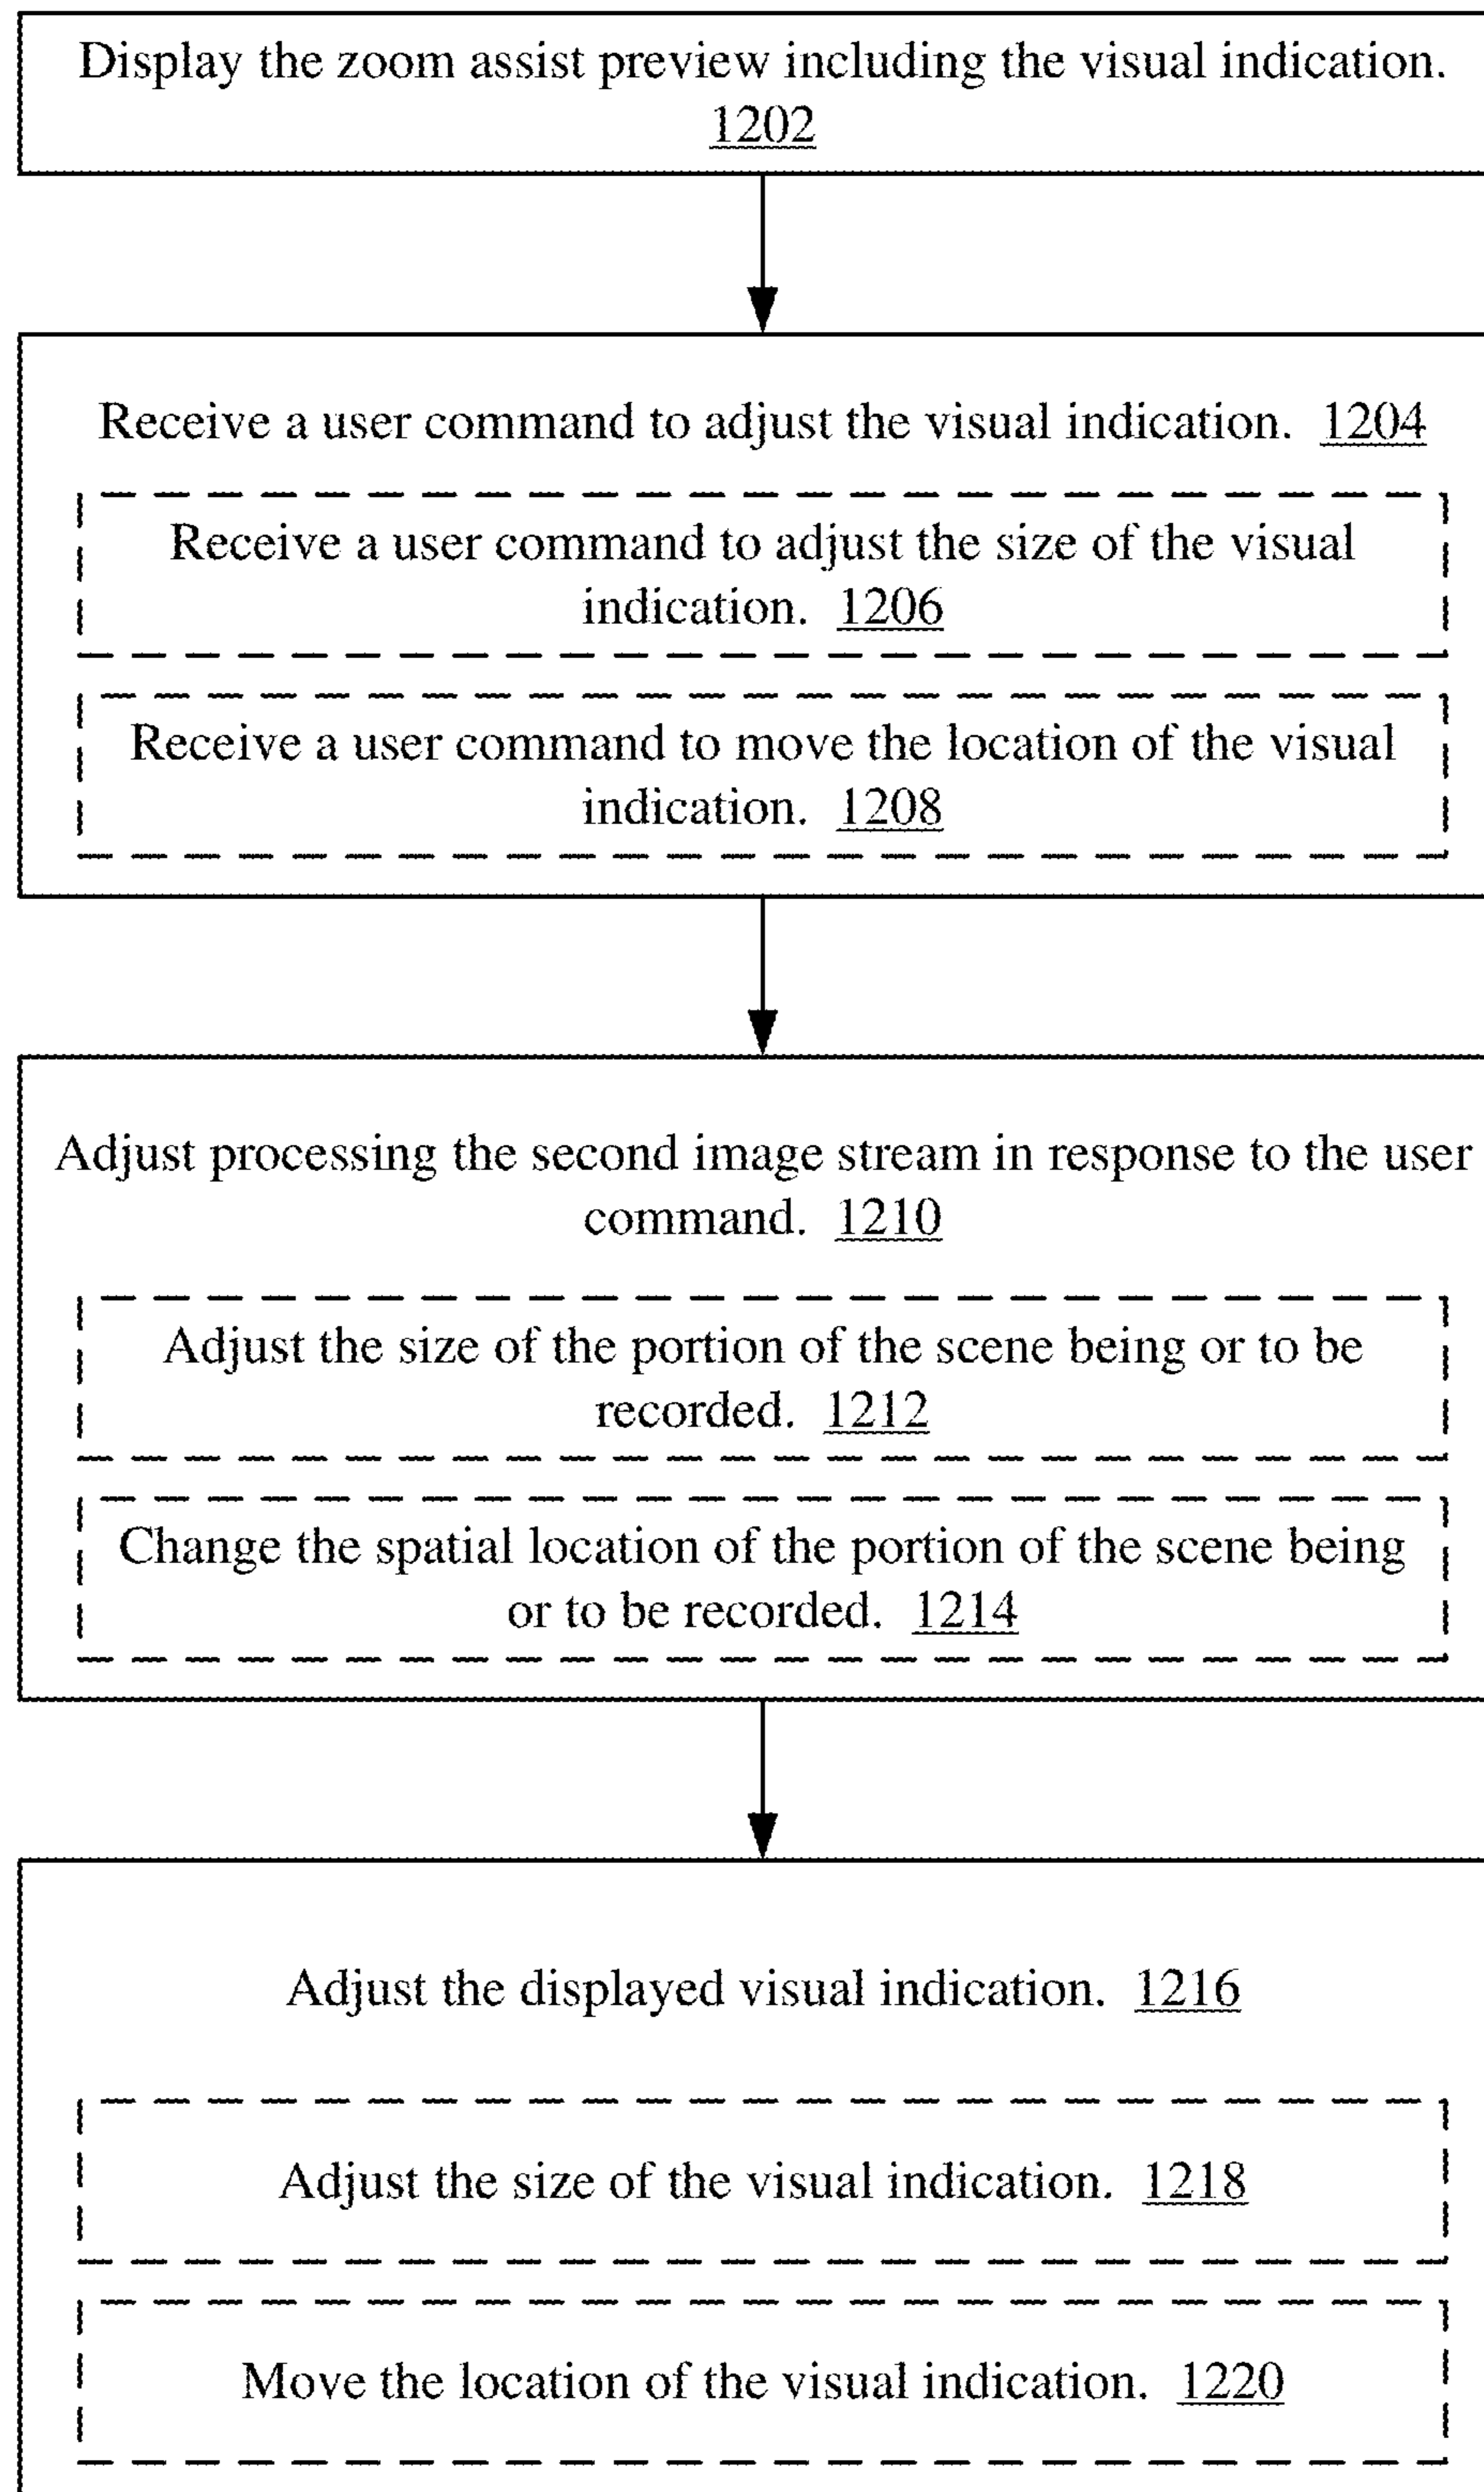 Display the zoom assist preview including the visual indication.
1202
Receive a user command to adjust the visual indication. 1204
Receive a user command to adjust the size of the visual
indication. 1206
Receive a user command to move the location of the visual
indication. 1208
Adjust processing the second image stream in response to the user
command. 1210
Adjust the size of the portion of the scene being or to be
recorded. 1212
Change the spatial location of the portion of the scene being
or to be recorded. 1214
Adjust the displayed visual indication. 1216
Adjust the size of the visual indication. 1218
Move the location of the visual indication. 1220